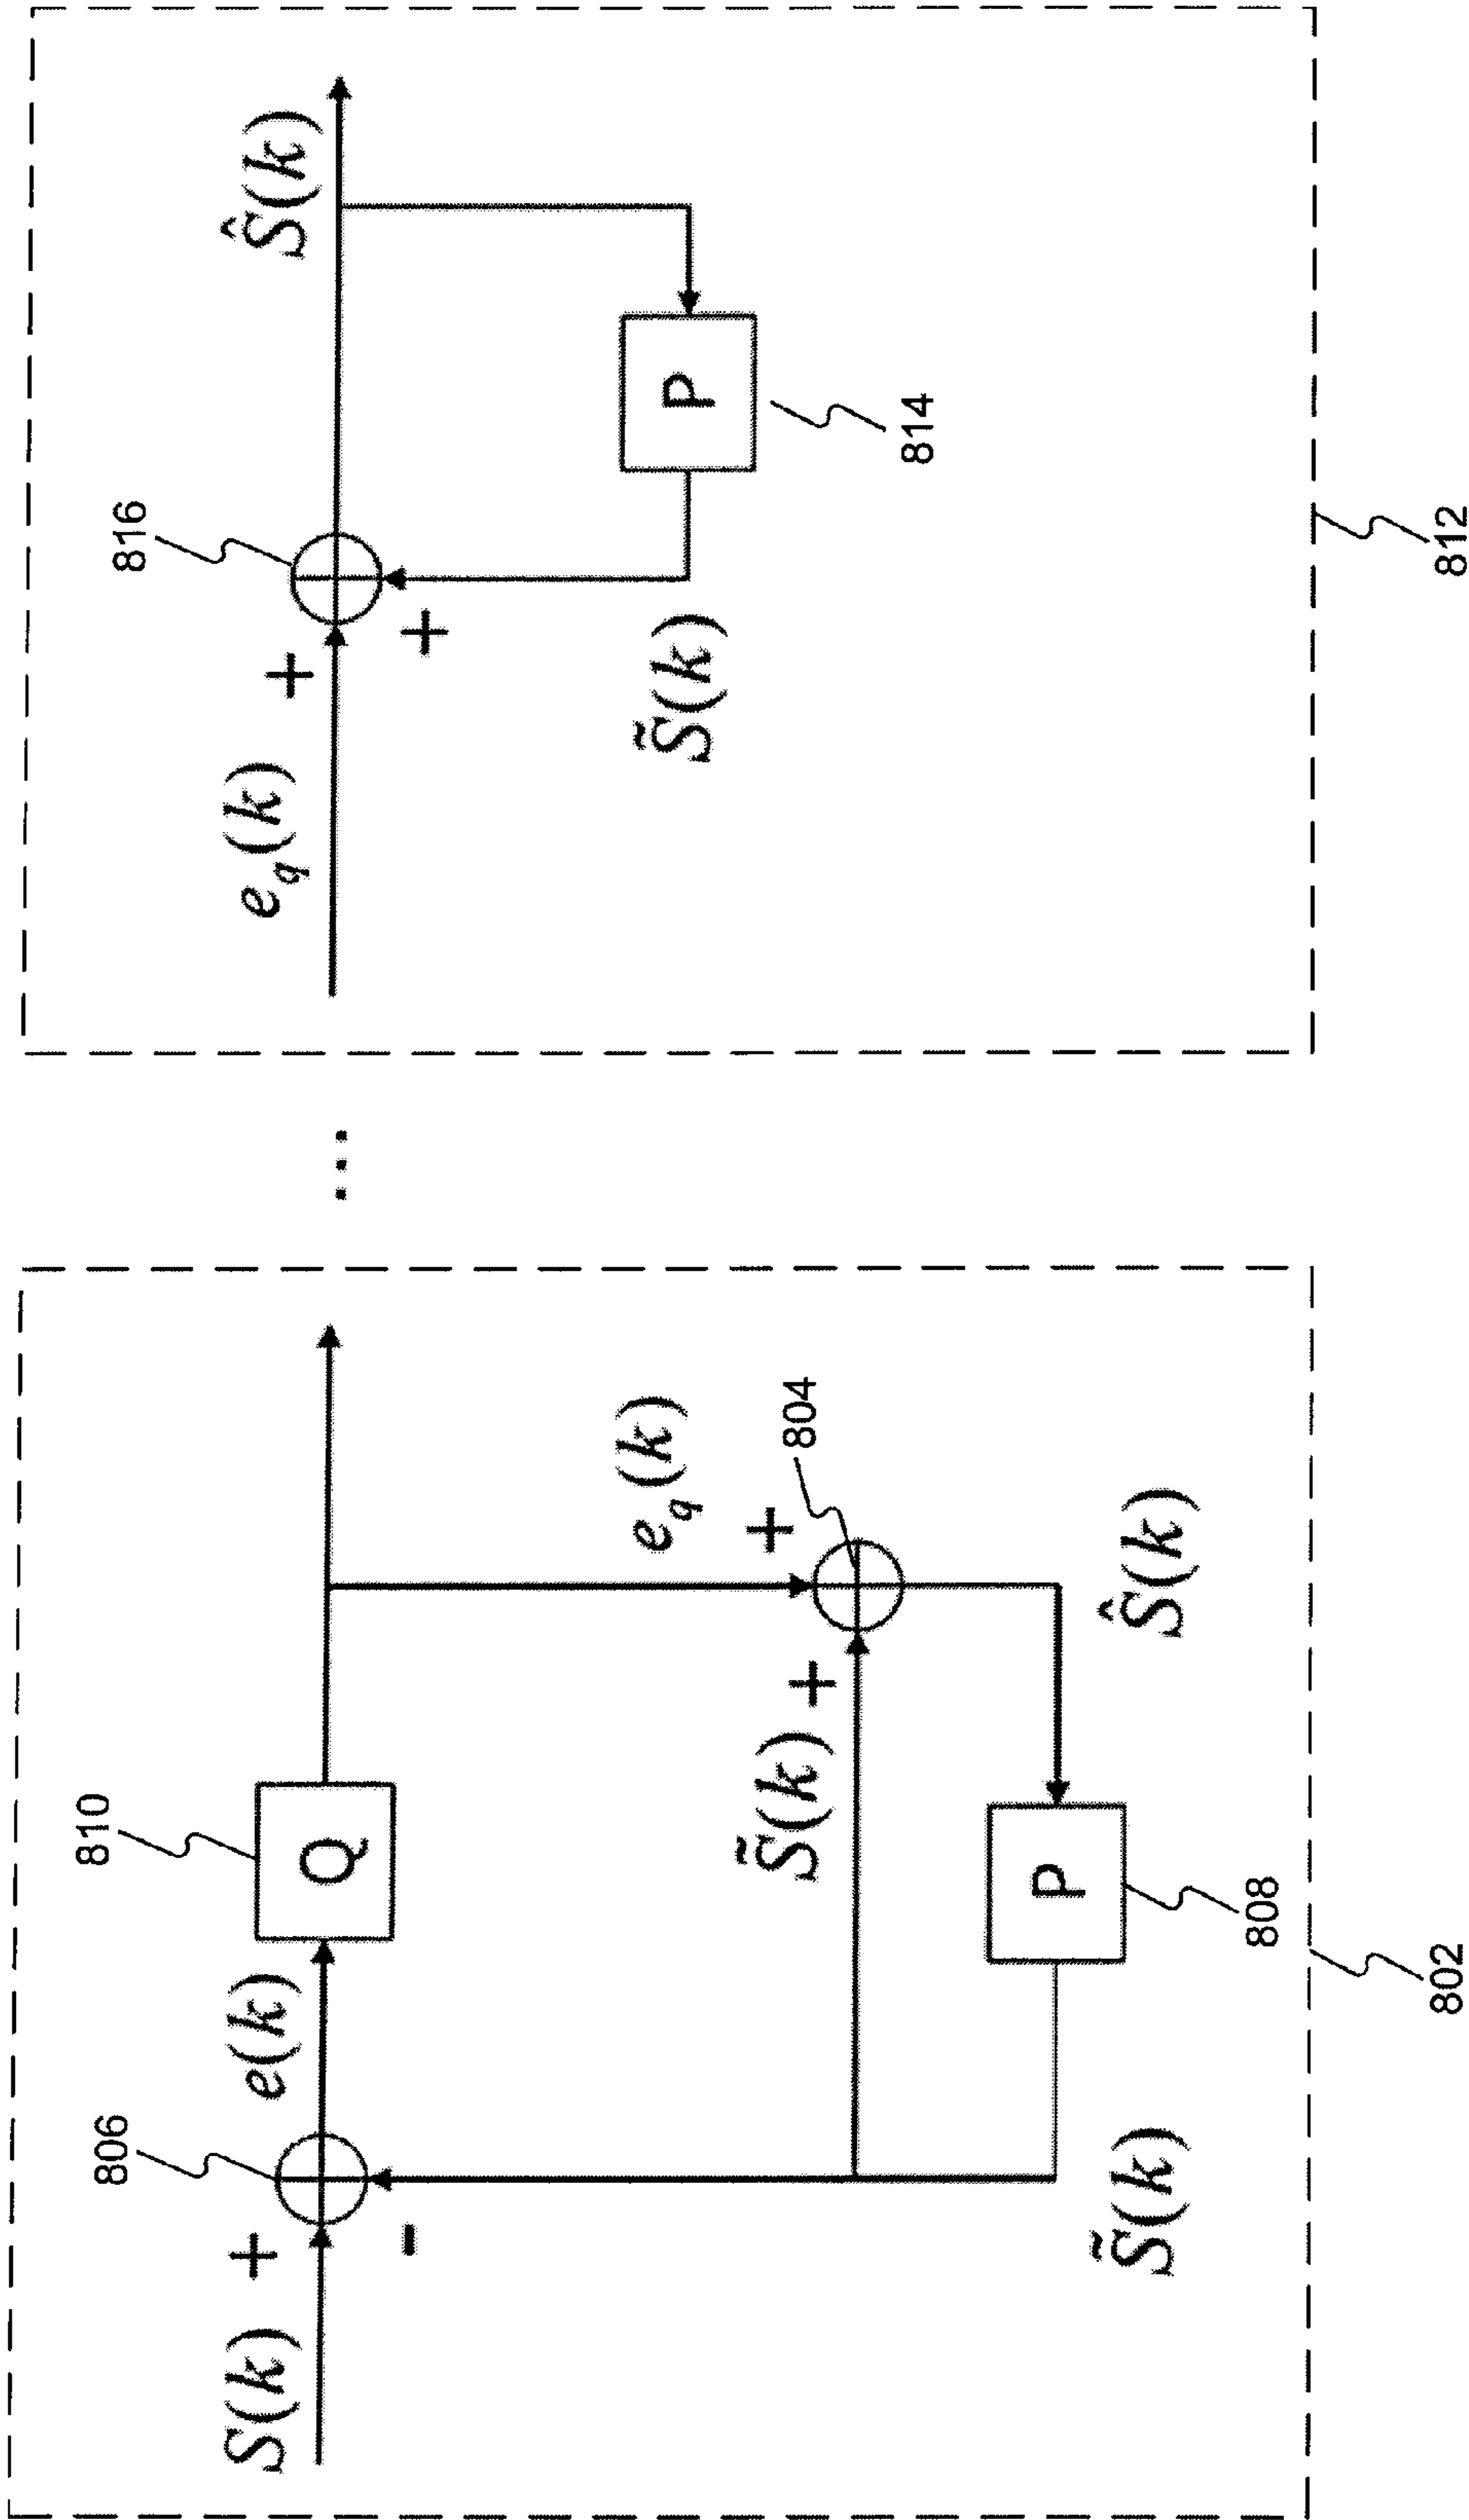 810
Q
806
e(k)
S(k)
+
-
e_q(k)
+
804
S̃(k)
+
Ŝ(k)
P
808
S̃(k)
802
...
816
e_q(k)
+
+
Ŝ(k)
S̃(k)
P
814
812